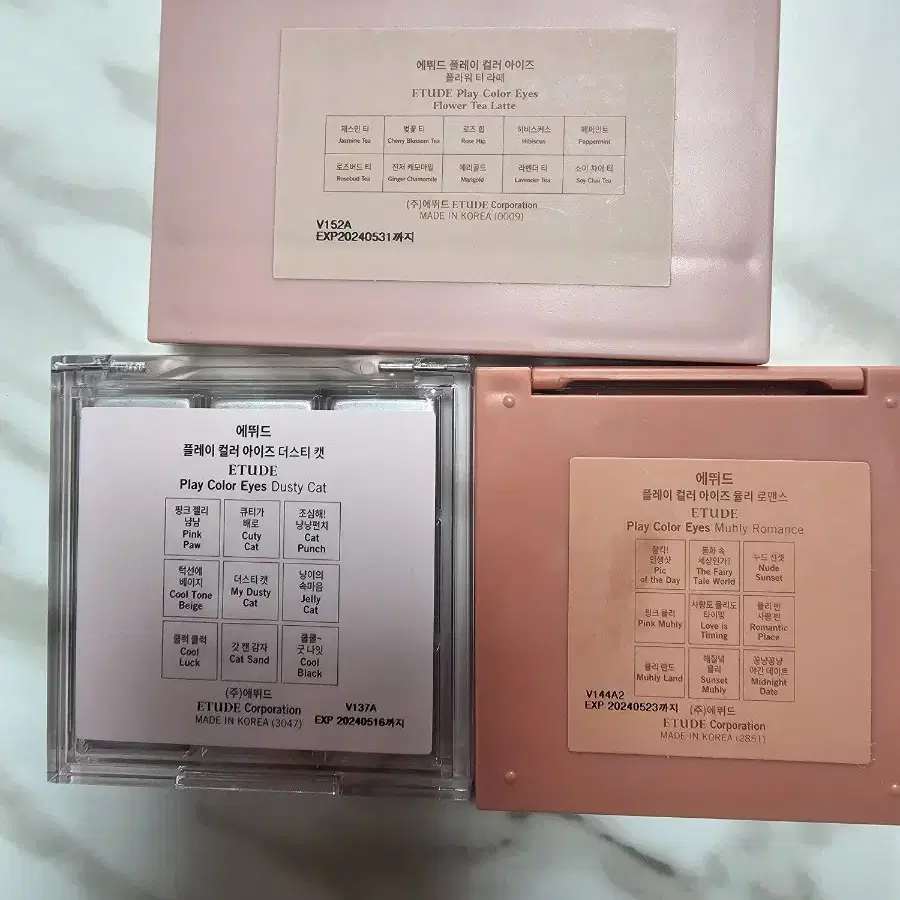 에뛰드 플레이 컬러 아이즈
플라워 티 라떼
ETUDE Play Color Eyes
Flower Tea Latte
재스민 티
Jasmine Tea
벚꽃 티
Cherry Blossom Tea
로즈 힙
Rose Hip
히비스커스
Hibiscus
페퍼민트
Peppermint
로즈버드 티
Rosebud Tea
진저 캐모마일
Ginger Chamomile
메리골드
Marigold
라벤더 티
Lavender Tea
소이 차이 티
Soy Chai Tea
(주)에뛰드 ETUDE Corporation
MADE IN KOREA (0009)
V152A
EXP20240531까지
에뛰드
플레이 컬러 아이즈 더스티 캣
ETUDE
Play Color Eyes Dusty Cat
핑크 젤리
냥냥
Pink
Paw
큐티가
배로
Cuty
Cat
조심해!
냥냥펀치
Cat
Punch
턱선에
베이지
Cool Tone
Beige
더스티 캣
My Dusty
Cat
냥이의
속마음
Jelly
Cat
쿨럭 쿨럭
Cool
Luck
갓 캔 감자
Cat Sand
쿨쿨~
굿 나잇
Cool
Black
(주)에뛰드
ETUDE Corporation
MADE IN KOREA (3047)
V137A
EXP 20240516까지
에뛰드
플레이 컬러 아이즈 뮬리 로맨스
ETUDE
Play Color Eyes Muhly Romance
찰칵!
인생샷
Pic
of the Day
동화 속
세상인가?
The Fairy
Tale World
누드 선셋
Nude
Sunset
핑크 뮬리
Pink Muhly
사랑도 뮬리도
타이밍
Love is
Timing
뮬리 반
사람 반
Romantic
Place
뮬리 랜드
Muhly Land
해질녘
뮬리
Sunset
Muhly
꽁냥꽁냥
야간 데이트
Midnight
Date
V144A2
EXP 20240523까지
(주)에뛰드
ETUDE Corporation
MADE IN KOREA (2851)